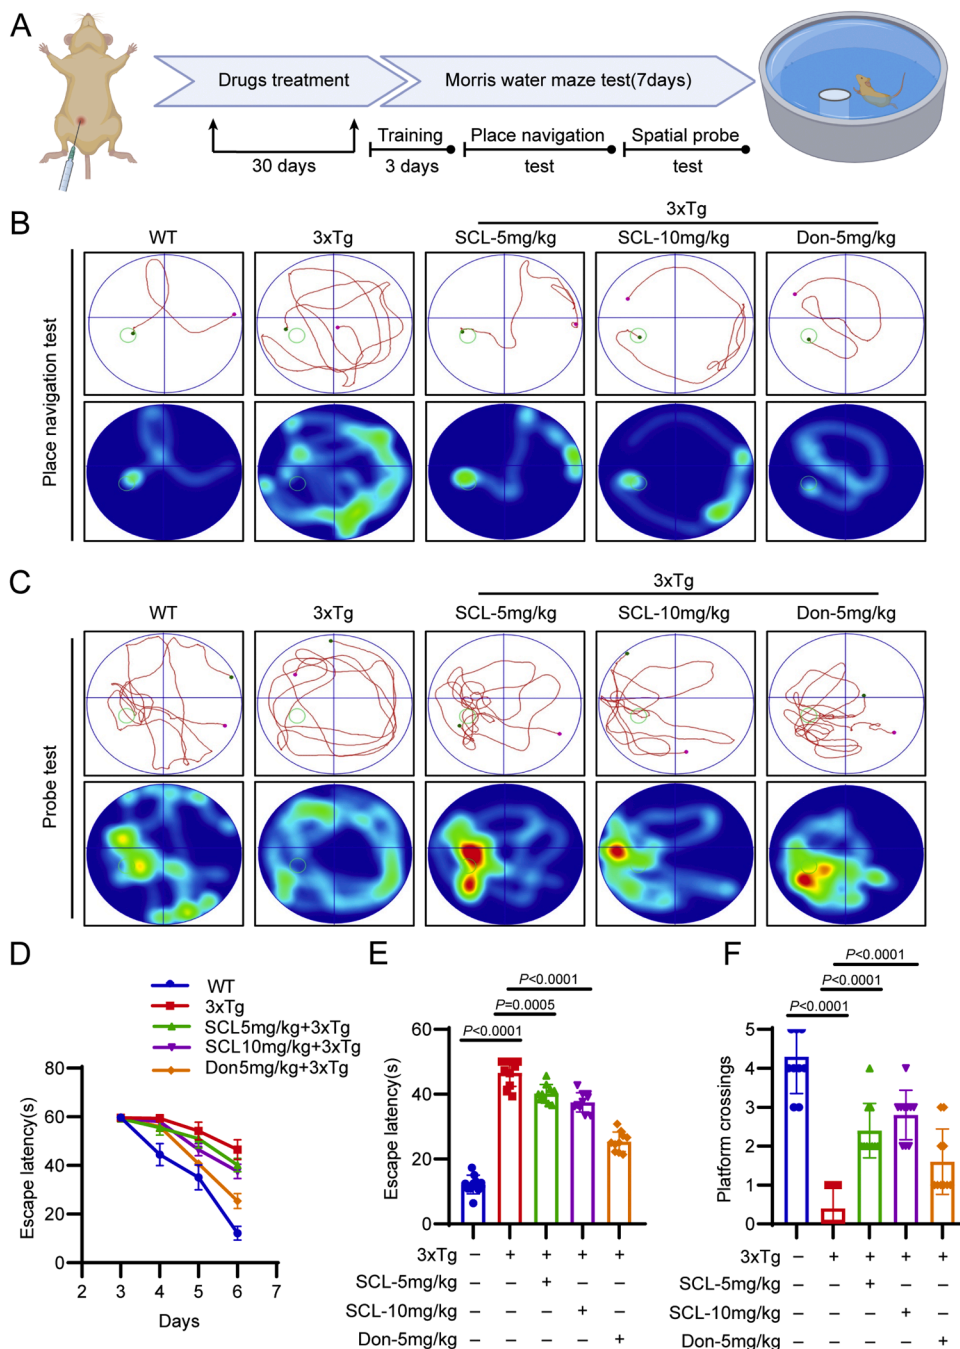 A
Drugs treatment
Morris water maze test(7days)
30 days
Training
3 days
Place navigation
test
Spatial probe
test
B
3xTg
WT
3xTg
SCL-5mg/kg
SCL-10mg/kg
Don-5mg/kg
Place navigation test
C
3xTg
WT
3xTg
SCL-5mg/kg
SCL-10mg/kg
Don-5mg/kg
Probe test
D
WT
3xTg
SCL5mg/kg+3xTg
SCL10mg/kg+3xTg
Don5mg/kg+3xTg
Escape latency(s)
80
60
40
20
0
2 3 4 5 6 7
Days
E
P<0.0001
P=0.0005
P<0.0001
Escape latency(s)
60
40
20
0
3xTg – + + + +
SCL-5mg/kg – – + – –
SCL-10mg/kg – – – + –
Don-5mg/kg – – – – +
F
P<0.0001
P<0.0001
P<0.0001
Platform crossings
5
4
3
2
1
0
3xTg – + + + +
SCL-5mg/kg – – + – –
SCL-10mg/kg – – – + –
Don-5mg/kg – – – – +